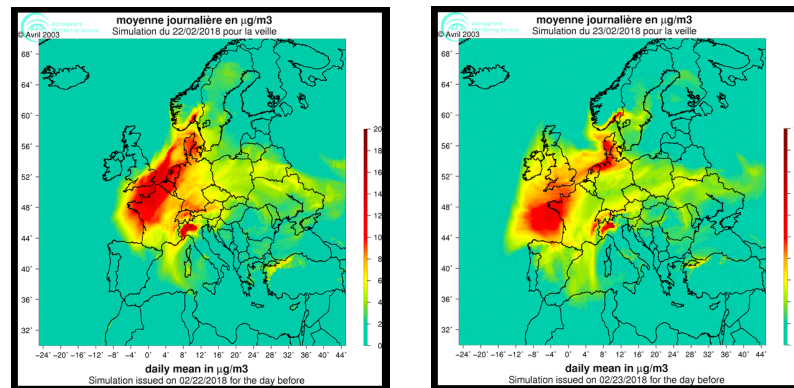 moyenne journalière en µg/m3
Simulation du 22/02/2018 pour la veille
Atmosphere
Monitoring Service
© Avril 2003
68°
64°
60°
56°
52°
48°
44°
40°
36°
32°
20
18
16
14
12
10
8
6
4
2
0
-24° -20° -16° -12° -8° -4° 0° 4° 8° 12° 16° 20° 24° 28° 32° 36° 40° 44°
daily mean in µg/m3
Simulation issued on 02/22/2018 for the day before
moyenne journalière en µg/m3
Simulation du 23/02/2018 pour la veille
Atmosphere
Monitoring Service
© Avril 2003
68°
64°
60°
56°
52°
48°
44°
40°
36°
32°
-24° -20° -16° -12° -8° -4° 0° 4° 8° 12° 16° 20° 24° 28° 32° 36° 40° 44°
daily mean in µg/m3
Simulation issued on 02/23/2018 for the day before